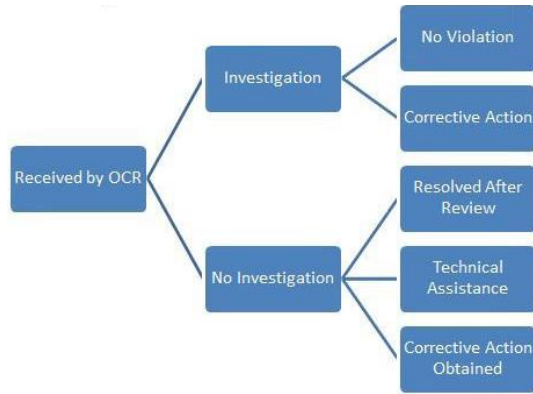 Received by OCR
Investigation
No Investigation
No Violation
Corrective Action
Resolved After
Review
Technical
Assistance
Corrective Action
Obtained